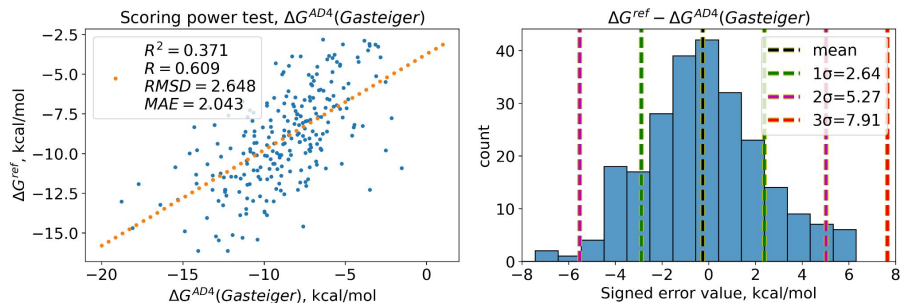 Scoring power test, ΔG^{AD4}(Gasteiger)
R² = 0.371
R = 0.609
RMSD = 2.648
MAE = 2.043
−2.5
−5.0
−7.5
−10.0
−12.5
−15.0
ΔG^{ref}, kcal/mol
−20
−15
−10
−5
0
ΔG^{AD4}(Gasteiger), kcal/mol
ΔG^{ref} − ΔG^{AD4}(Gasteiger)
mean
1σ=2.64
2σ=5.27
3σ=7.91
40
30
20
10
0
count
−8
−6
−4
−2
0
2
4
6
8
Signed error value, kcal/mol